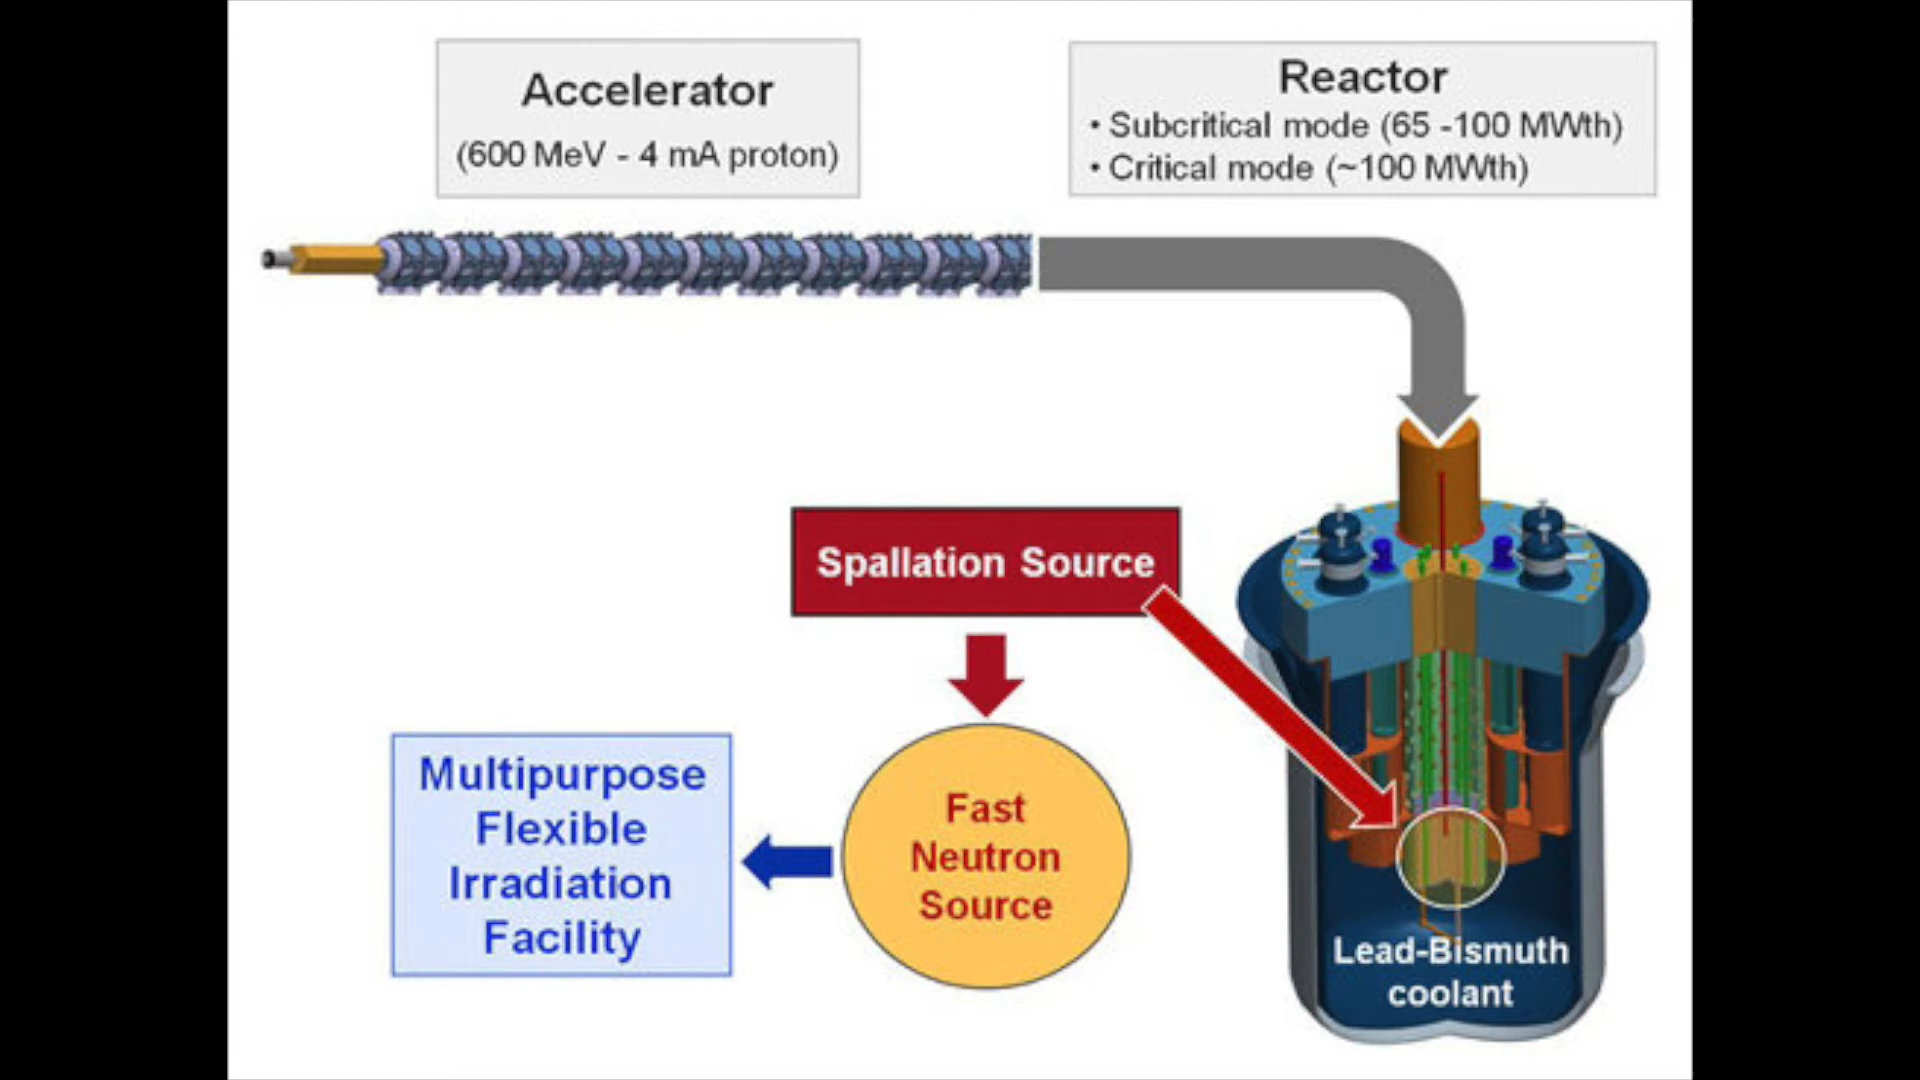 Accelerator
(600 MeV - 4 mA proton)
Reactor
• Subcritical mode (65 -100 MWth)
• Critical mode (~100 MWth)
Spallation Source
Fast
Neutron
Source
Multipurpose
Flexible
Irradiation
Facility
Lead-Bismuth
coolant